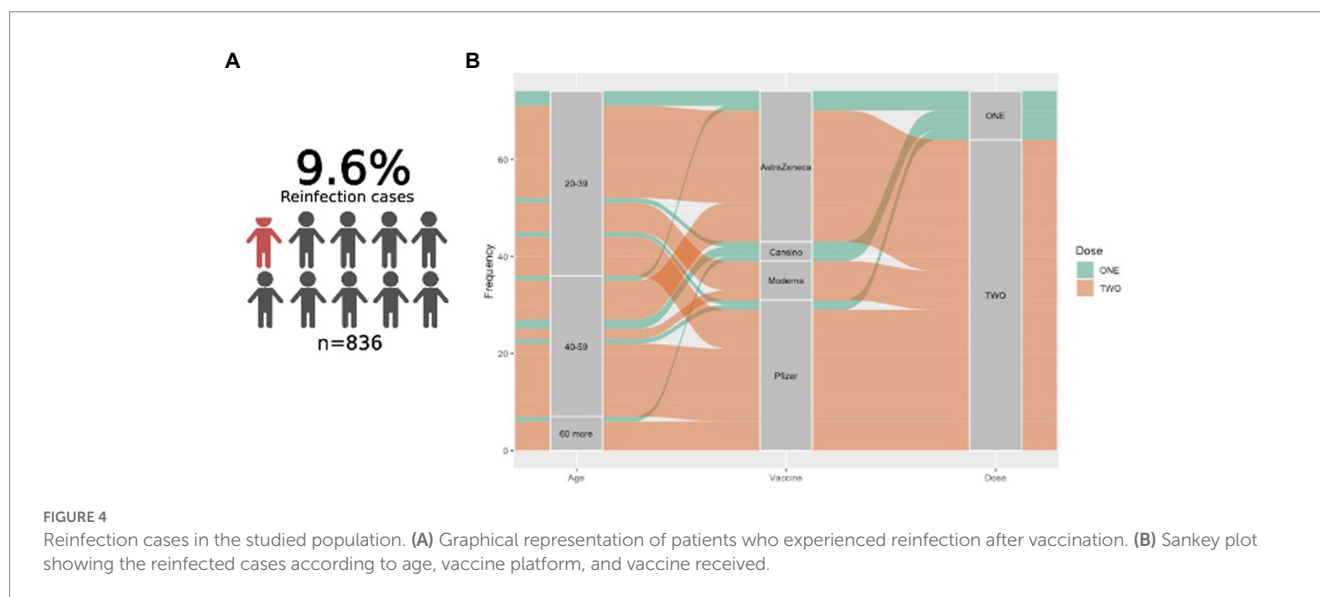 A
B
9.6%
Reinfection cases
n=836
Frequency
60
40
20
0
20-39
40-59
60 more
AstraZeneca
Cansino
Moderna
Pfizer
ONE
TWO
Age
Vaccine
Dose
Dose
ONE
TWO
FIGURE 4
Reinfection cases in the studied population. (A) Graphical representation of patients who experienced reinfection after vaccination. (B) Sankey plot
showing the reinfected cases according to age, vaccine platform, and vaccine received.